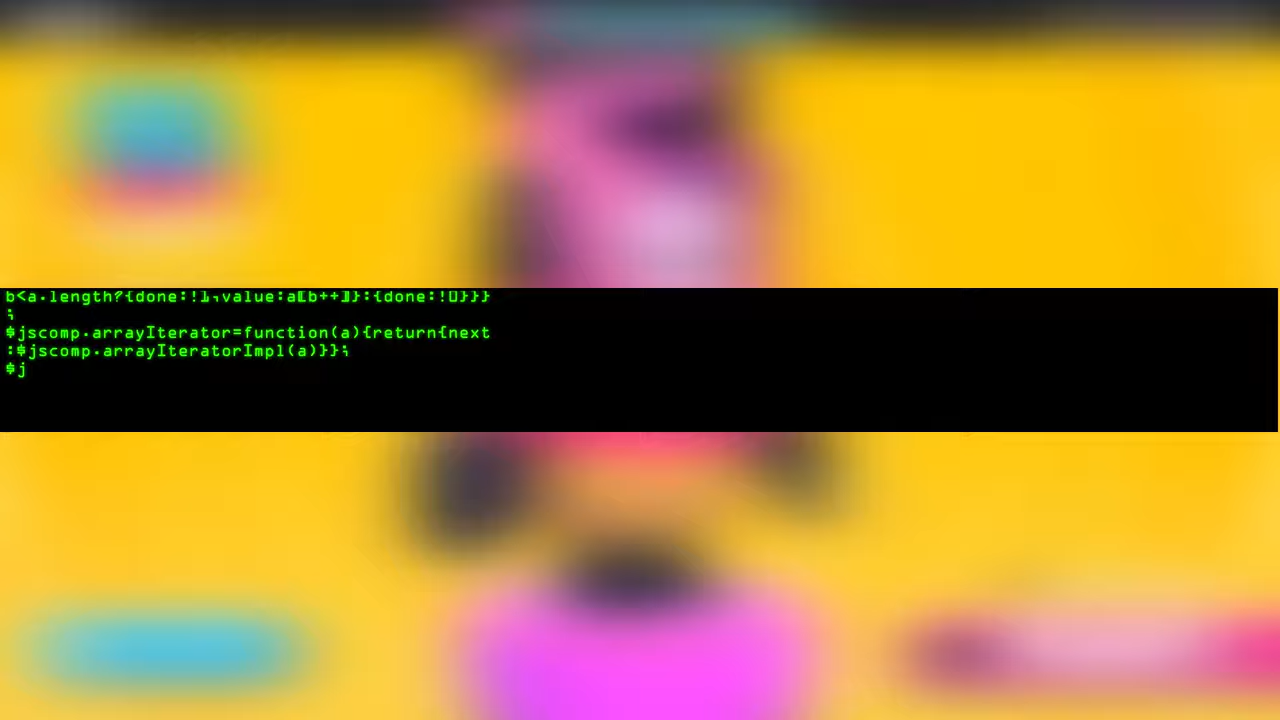 b<a.length?{done:!1,value:a[b++]}:{done:!0}}}
;
$jscomp.arrayIterator=function(a){return{next
:$jscomp.arrayIteratorImpl(a)}};
$j